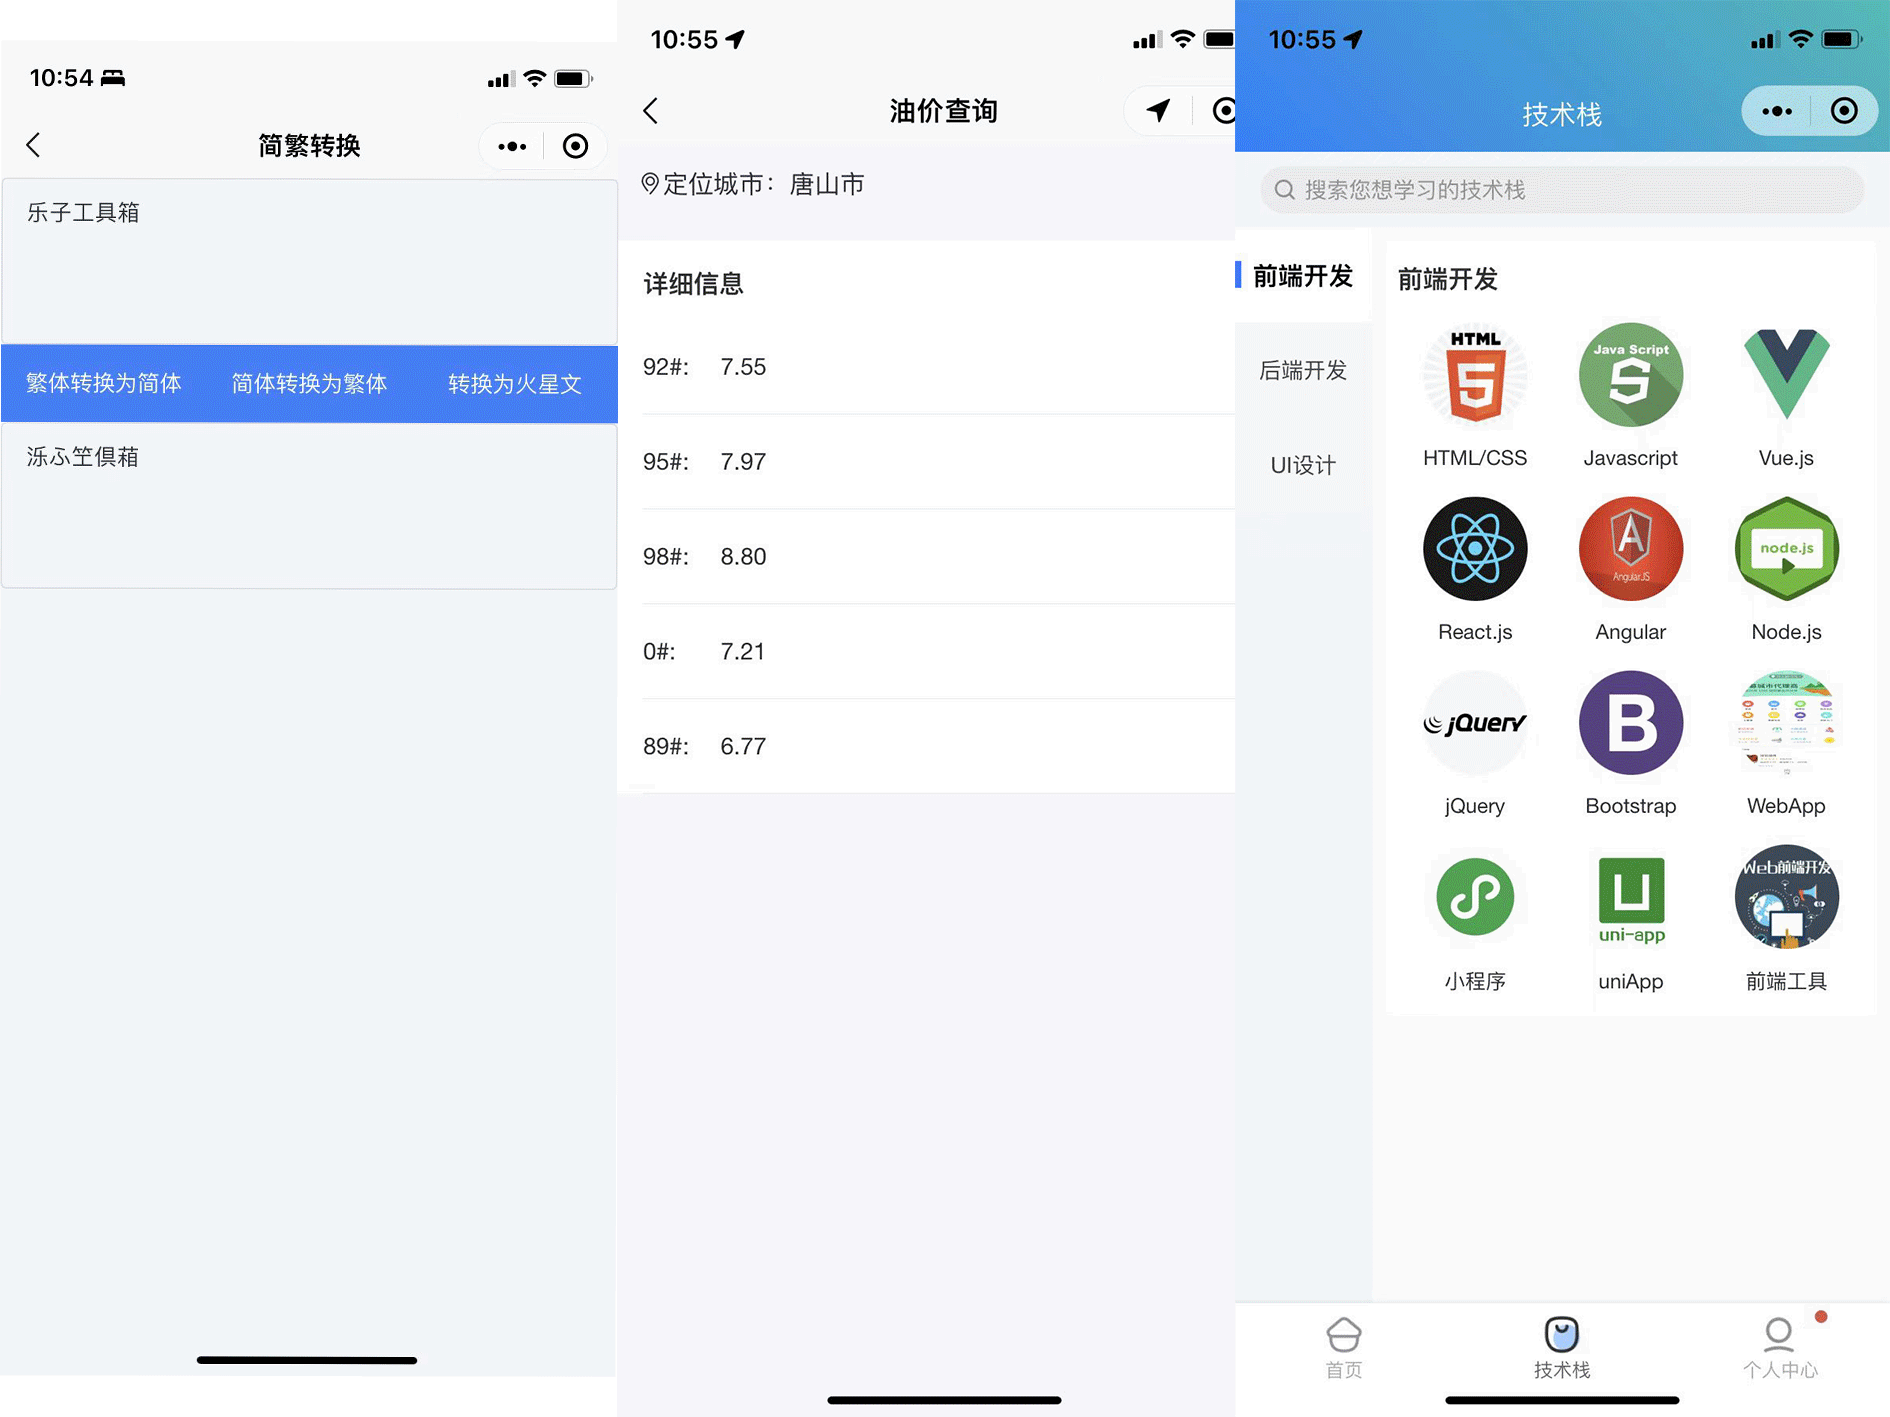 10:54
简繁转换
乐子工具箱
繁体转换为简体 简体转换为繁体 转换为火星文
泺ふ笁倶葙
10:55
油价查询
定位城市：唐山市
详细信息
92#: 7.55
95#: 7.97
98#: 8.80
0#: 7.21
89#: 6.77
10:55
技术栈
搜索您想学习的技术栈
前端开发
后端开发
UI设计
前端开发
HTML
5
Java Script
S
HTML/CSS Javascript Vue.js
A
AngularJS
node.js
React.js Angular Node.js
jQuery
B
jQuery Bootstrap WebApp
U
uni-app
Web前端开发
小程序 uniApp 前端工具
首页 技术栈 个人中心